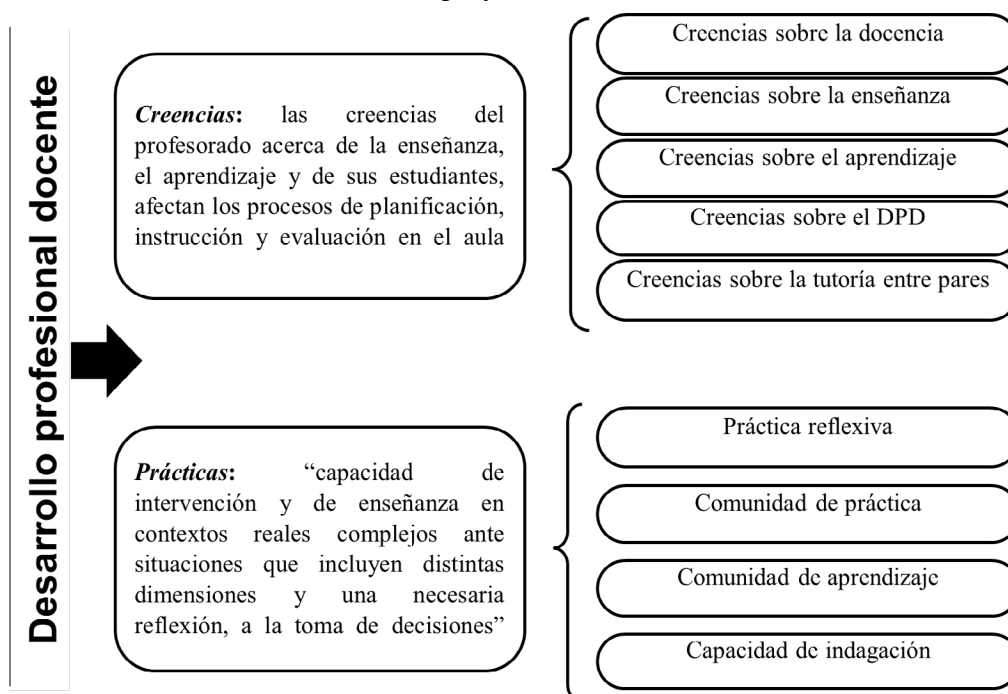 Desarrollo profesional docente
Creencias: las creencias del
profesorado acerca de la enseñanza,
el aprendizaje y de sus estudiantes,
afectan los procesos de planificación,
instrucción y evaluación en el aula
Creencias sobre la docencia
Creencias sobre la enseñanza
Creencias sobre el aprendizaje
Creencias sobre el DPD
Creencias sobre la tutoría entre pares
Prácticas: “capacidad de
intervención y de enseñanza en
contextos reales complejos ante
situaciones que incluyen distintas
dimensiones y una necesaria
reflexión, a la toma de decisiones”
Práctica reflexiva
Comunidad de práctica
Comunidad de aprendizaje
Capacidad de indagación